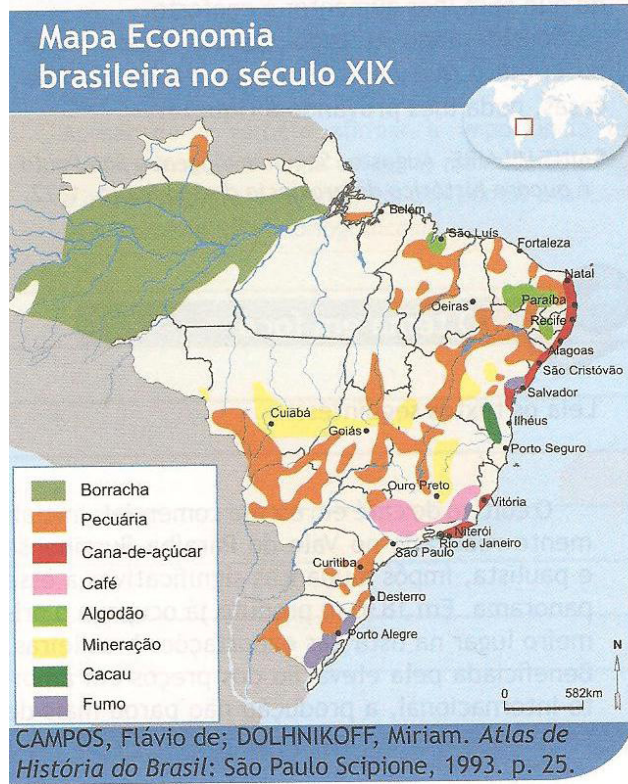 Mapa Economia
brasileira no século XIX
Belém
São Luís
Fortaleza
Natal
Oeiras
Paraíba
Recife
Alagoas
São Cristóvão
Salvador
Cuiabá
Goiás
Ilhéus
Porto Seguro
Ouro Preto
Vitória
Niterói
Rio de Janeiro
São Paulo
Curitiba
Desterro
Porto Alegre
Borracha
Pecuária
Cana-de-açúcar
Café
Algodão
Mineração
Cacau
Fumo
N
0 582km
CAMPOS, Flávio de; DOLHNIKOFF, Miriam. Atlas de
História do Brasil: São Paulo Scipione, 1993. p. 25.